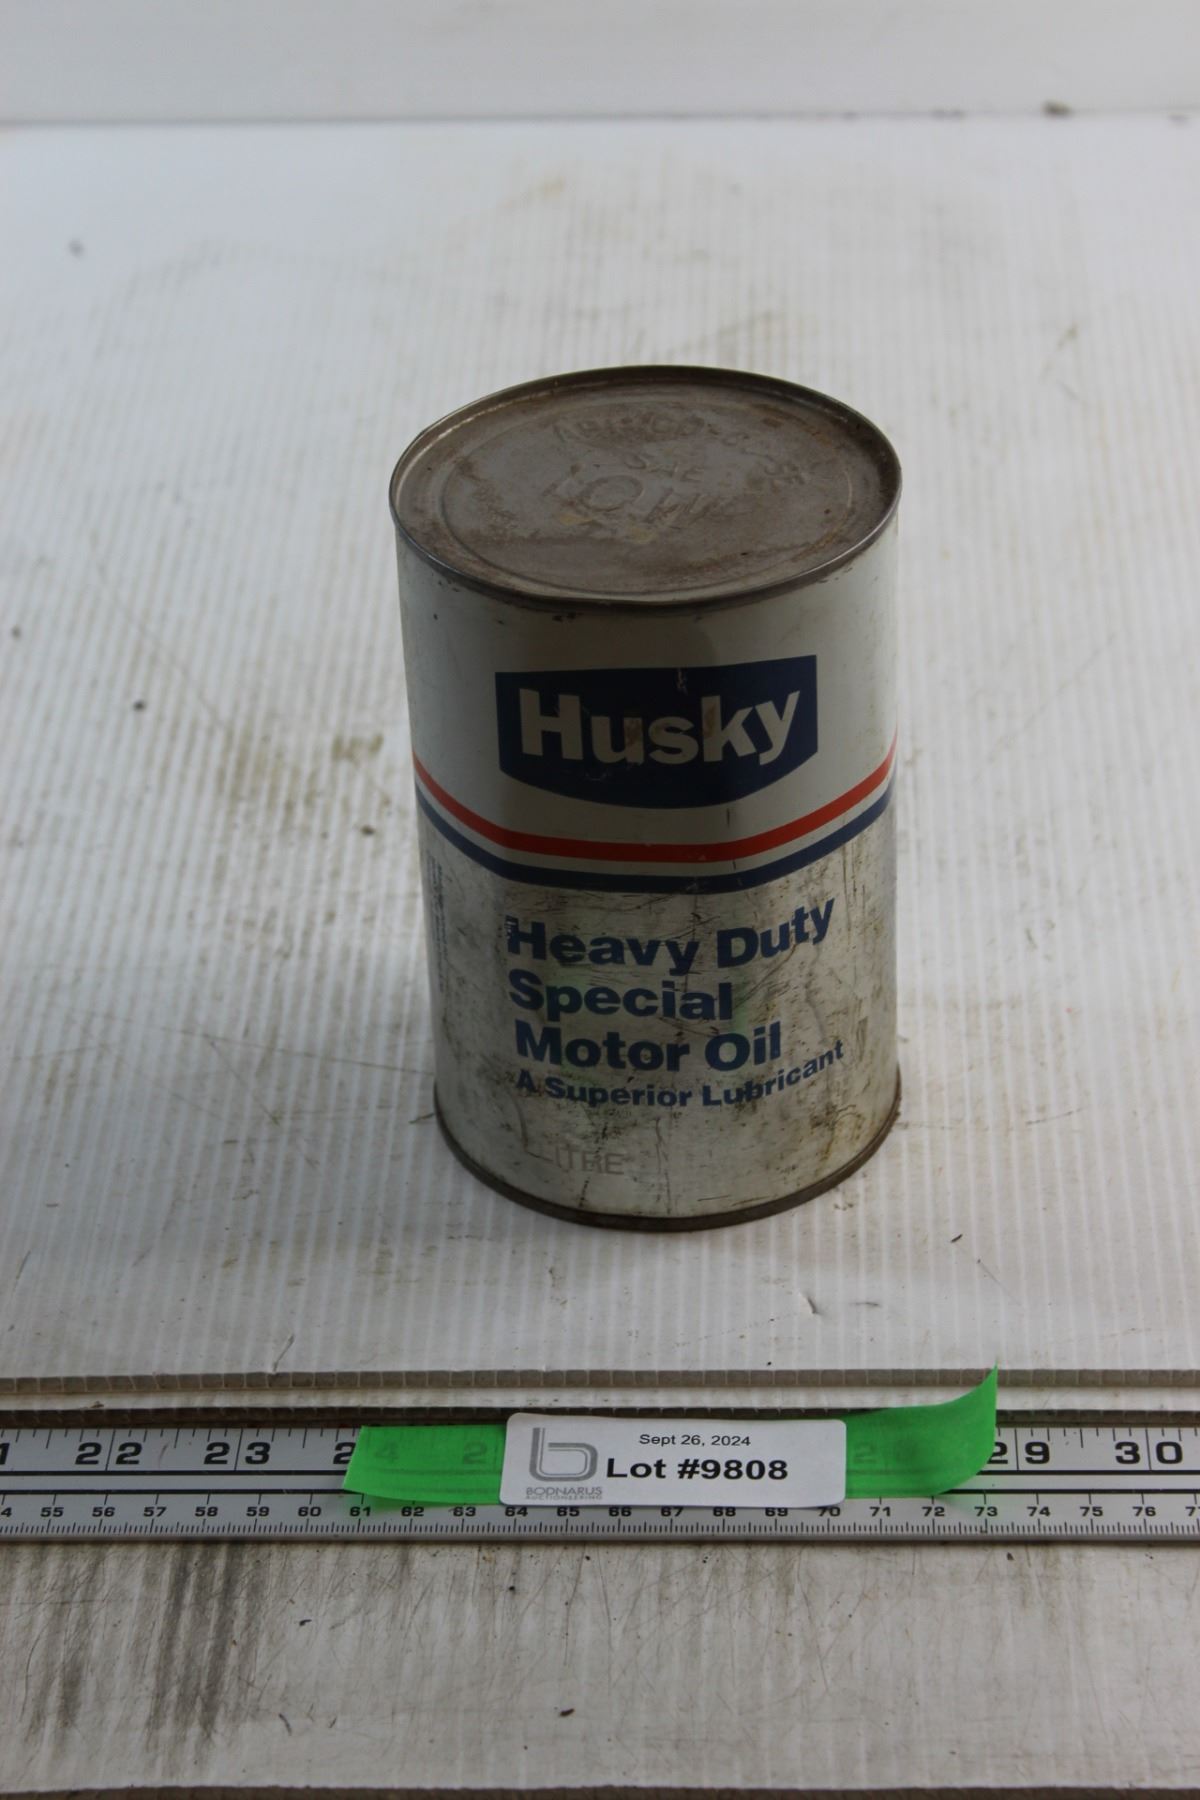 SAE
10W
Husky
Heavy Duty
Special
Motor Oil
A Superior Lubricant
LITRE
Sept 26, 2024
Lot #9808
BODNARUS
AUCTIONEERING
22 23 29 30
55 56 57 58 59 60 61 62 63 64 65 66 67 68 69 70 71 72 73 74 75 76